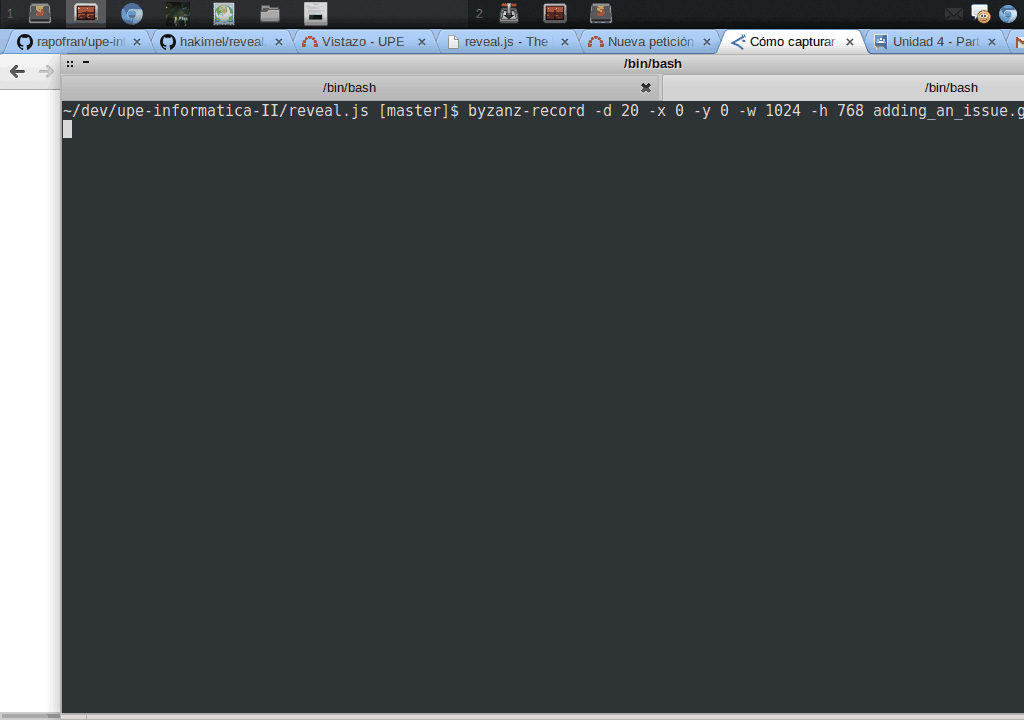 1
2
rapofran/upe-in
hakimel/reveal
Vistazo - UPE
reveal.js - The
Nueva petición
Cómo capturar
Unidad 4 - Part
/bin/bash
/bin/bash
/bin/bash
~/dev/upe-informatica-II/reveal.js [master]$ byzanz-record -d 20 -x 0 -y 0 -w 1024 -h 768 adding_an_issue.g